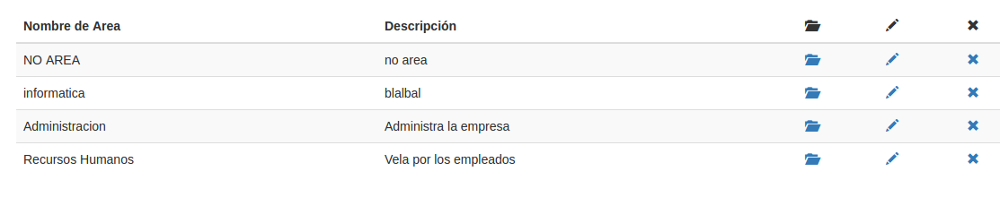 Nombre de Area Descripción
NO AREA no area
informatica blalbal
Administracion Administra la empresa
Recursos Humanos Vela por los empleados